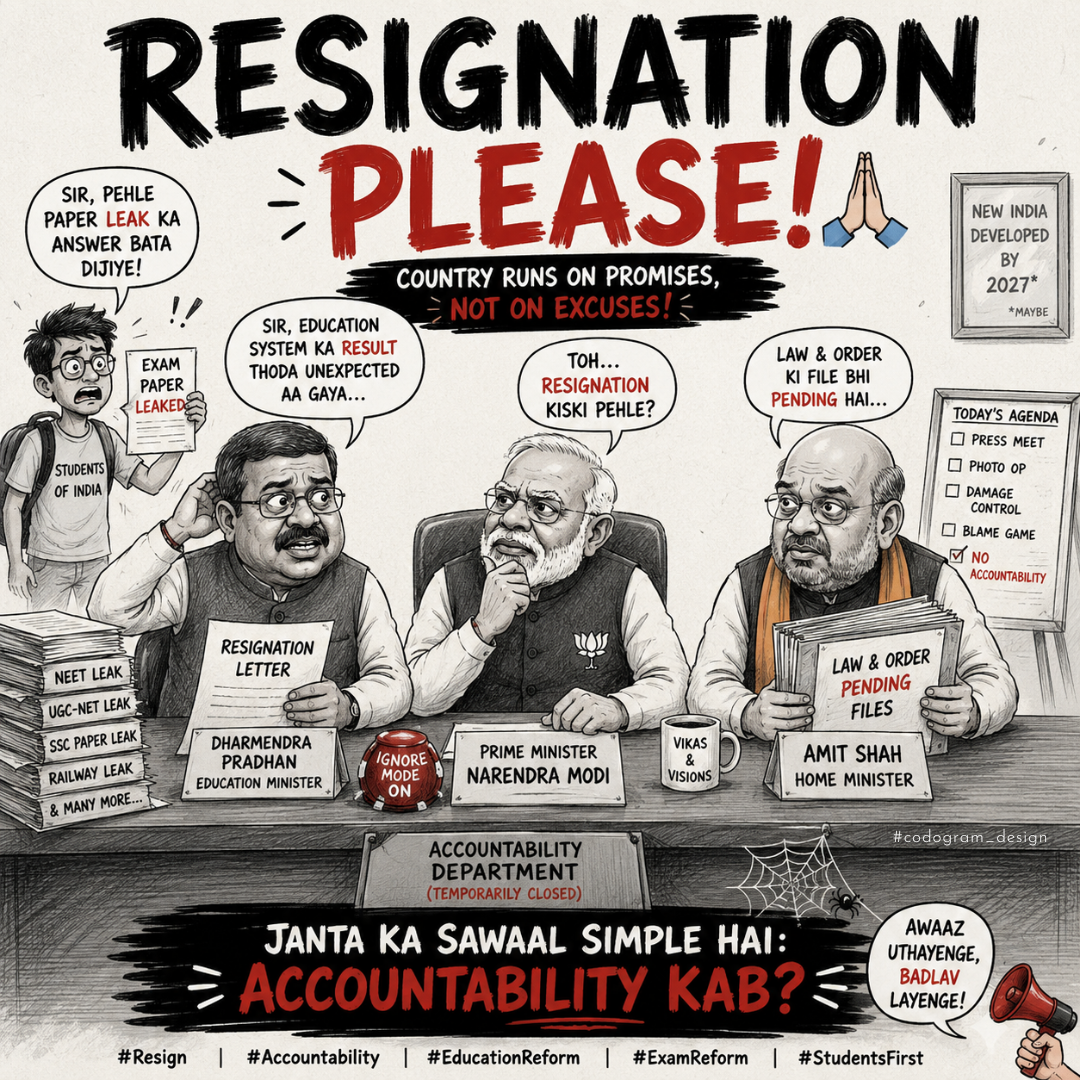 RESIGNATION
PLEASE!
COUNTRY RUNS ON PROMISES,
NOT ON EXCUSES!
SIR, PEHLE
PAPER LEAK KA
ANSWER BATA
DIJIYE!
EXAM
PAPER
LEAKED
STUDENTS
OF INDIA
SIR, EDUCATION
SYSTEM KA RESULT
THODA UNEXPECTED
AA GAYA...
TOH...
RESIGNATION
KISKI PEHLE?
LAW & ORDER
KI FILE BHI
PENDING HAI...
NEW INDIA
DEVELOPED
BY
2027*
*MAYBE
TODAY'S AGENDA
PRESS MEET
PHOTO OP
DAMAGE
CONTROL
BLAME GAME
NO
ACCOUNTABILITY
NEET LEAK
UGC-NET LEAK
SSC PAPER LEAK
RAILWAY LEAK
& MANY MORE...
RESIGNATION
LETTER
LAW & ORDER
PENDING
FILES
DHARMENDRA
PRADHAN
EDUCATION MINISTER
IGNORE
MODE
ON
PRIME MINISTER
NARENDRA MODI
VIKAS
&
VISIONS
AMIT SHAH
HOME MINISTER
#codogram_design
ACCOUNTABILITY
DEPARTMENT
(TEMPORARILY CLOSED)
JANTA KA SAWAAL SIMPLE HAI:
ACCOUNTABILITY KAB?
AWAAZ
UTHAYENGE,
BADLAV
LAYENGE!
#Resign | #Accountability | #EducationReform | #ExamReform | #StudentsFirst